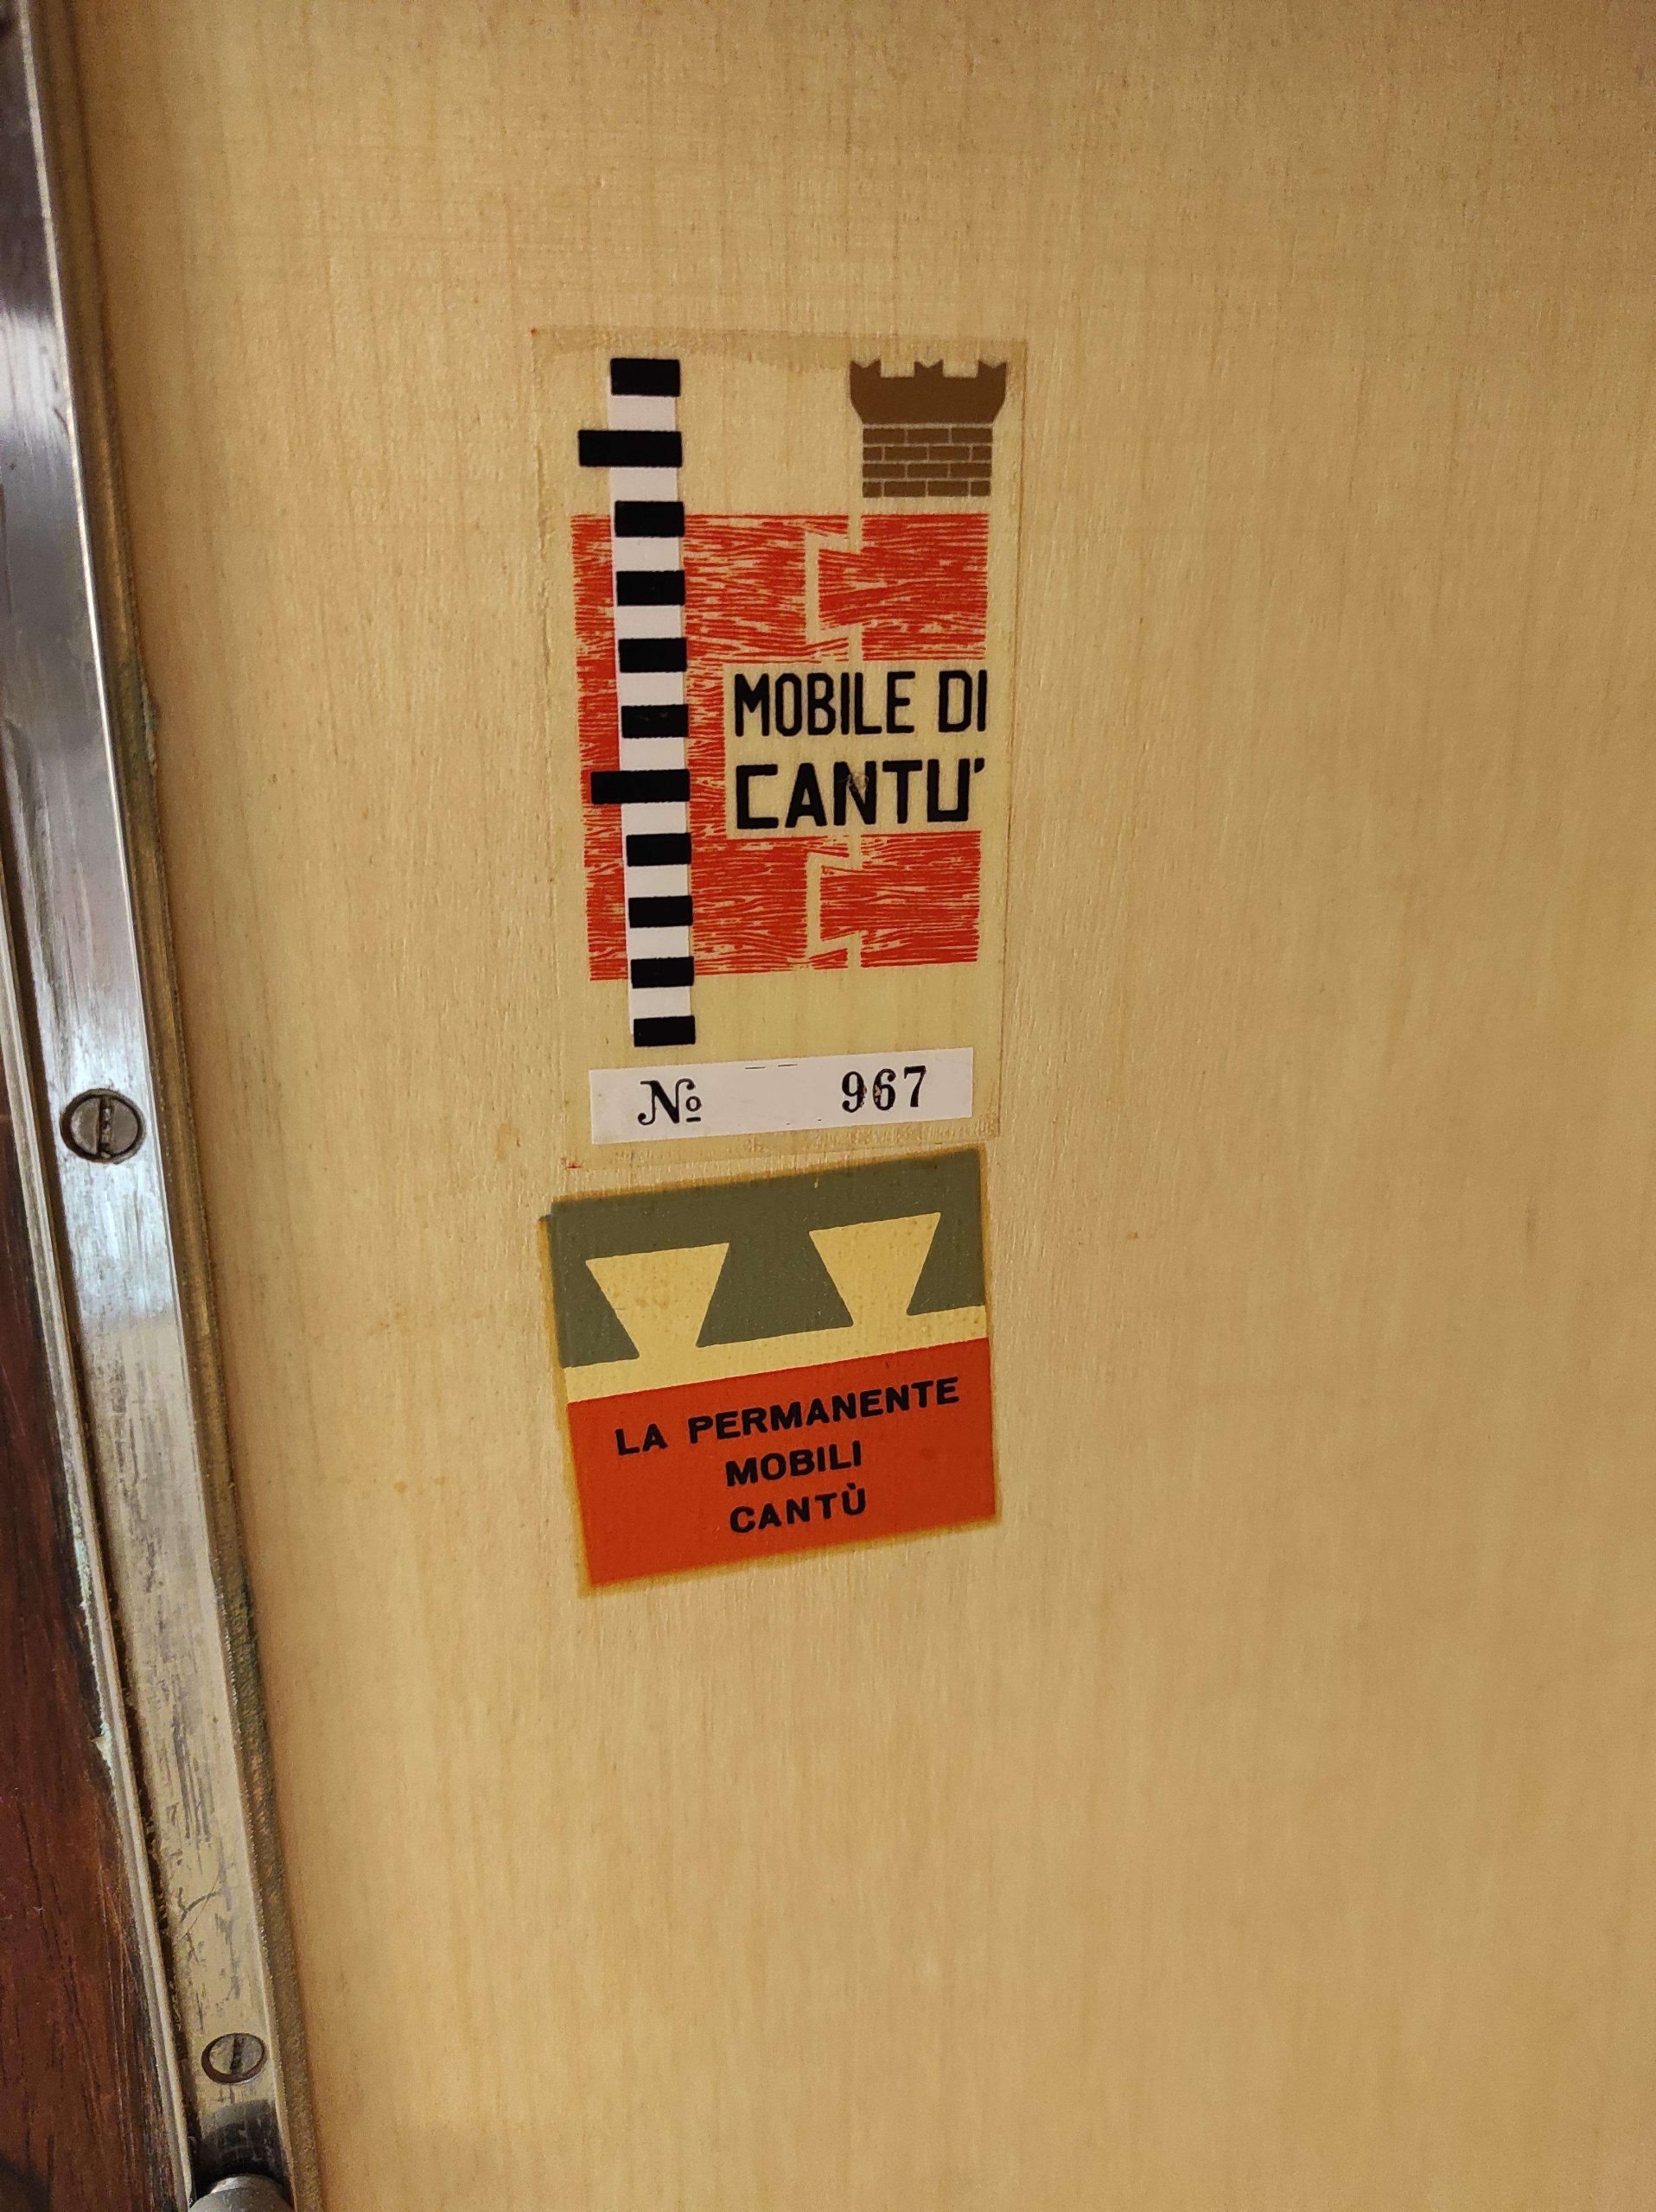 MOBILE DI
CANTU'
№ 967
LA PERMANENTE
MOBILI
CANTÙ